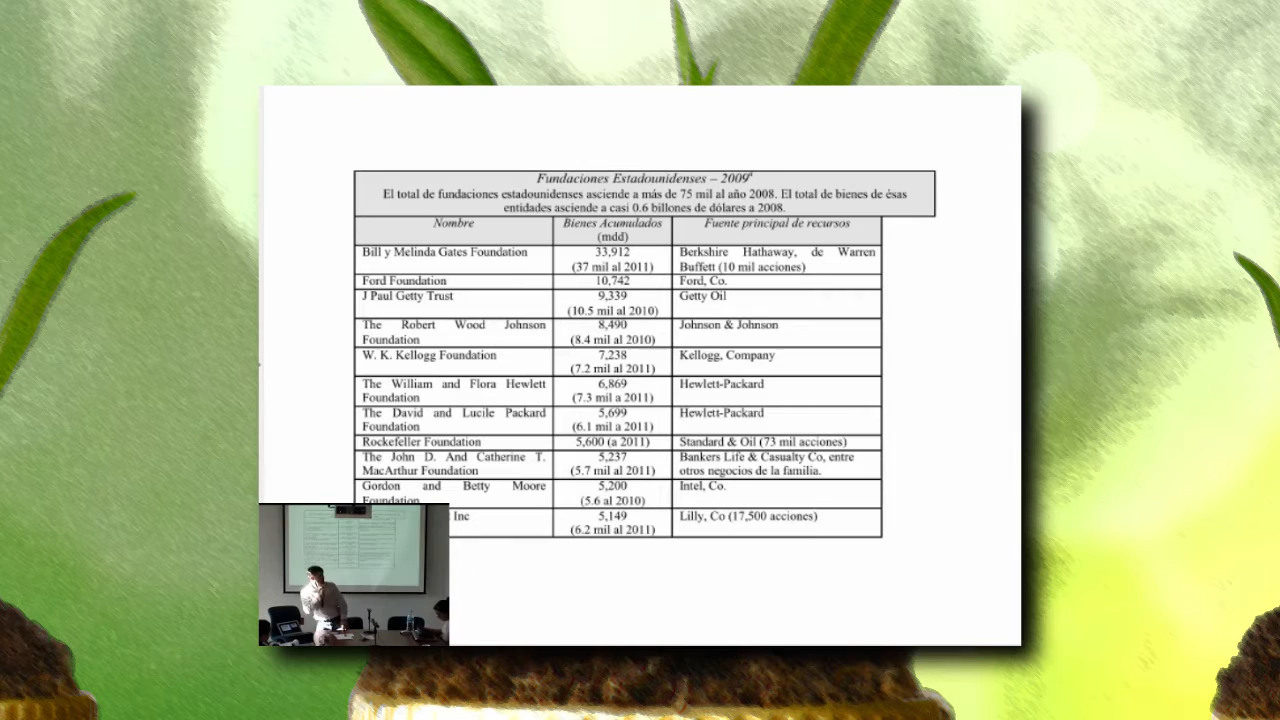 Fundaciones Estadounidenses – 2009ª
El total de fundaciones estadounidenses asciende a más de 75 mil al año 2008. El total de bienes de ésas
entidades asciende a casi 0.6 billones de dólares a 2008.
Nombre Bienes Acumulados Fuente principal de recursos
(mdd)
Bill y Melinda Gates Foundation 33,912 Berkshire Hathaway, de Warren
(37 mil al 2011) Buffett (10 mil acciones)
Ford Foundation 10,742 Ford, Co.
J Paul Getty Trust 9,339 Getty Oil
(10.5 mil al 2010)
The Robert Wood Johnson 8,490 Johnson & Johnson
Foundation (8.4 mil al 2010)
W. K. Kellogg Foundation 7,238 Kellogg, Company
(7.2 mil al 2011)
The William and Flora Hewlett 6,869 Hewlett-Packard
Foundation (7.3 mil a 2011)
The David and Lucile Packard 5,699 Hewlett-Packard
Foundation (6.1 mil a 2011)
Rockefeller Foundation 5,600 (a 2011) Standard & Oil (73 mil acciones)
The John D. And Catherine T. 5,237 Bankers Life & Casualty Co, entre
MacArthur Foundation (5.7 mil al 2011) otros negocios de la familia.
Gordon and Betty Moore 5,200 Intel, Co.
Foundation (5.6 al 2010)
Inc 5,149 Lilly, Co (17,500 acciones)
(6.2 mil al 2011)